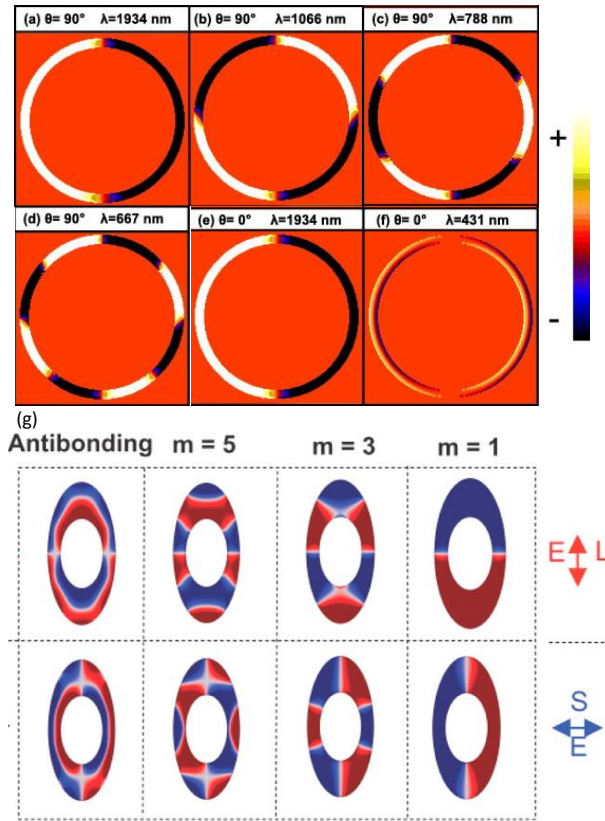 (a) θ= 90° λ=1934 nm
(b) θ= 90° λ=1066 nm
(c) θ= 90° λ=788 nm
+
(d) θ= 90° λ=667 nm
(e) θ= 0° λ=1934 nm
(f) θ= 0° λ=431 nm
-
(g)
Antibonding m = 5 m = 3 m = 1
E L
S
E